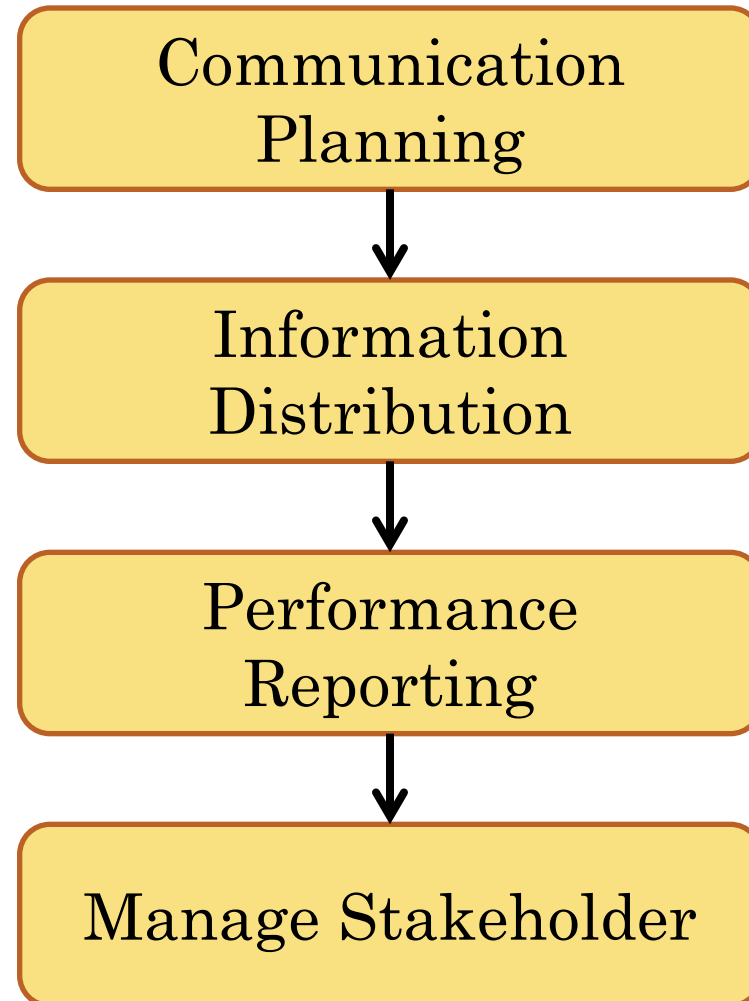 Communication
Planning
Information
Distribution
Performance
Reporting
Manage Stakeholder